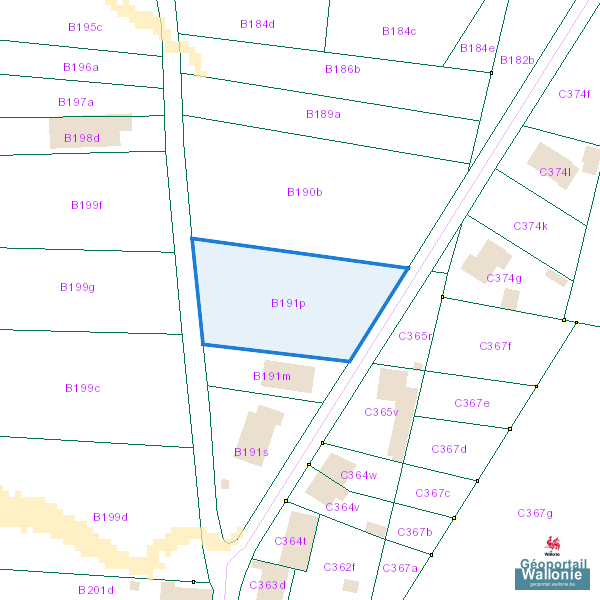 B195c
B184d
B184c
B184e
B182b
B196a
B186b
C374f
B197a
B189a
B198d
C374l
B190b
B199f
C374k
C374g
B199g
B191p
C365r
C367f
B191m
B199c
C367e
C365v
C367d
B191s
C364w
C367c
C364v
B199d
C367g
C367b
C364t
C362f
C367a
B201d
C363d
Wallonie
Géoportail
Wallonie
geoportail.wallonie.be